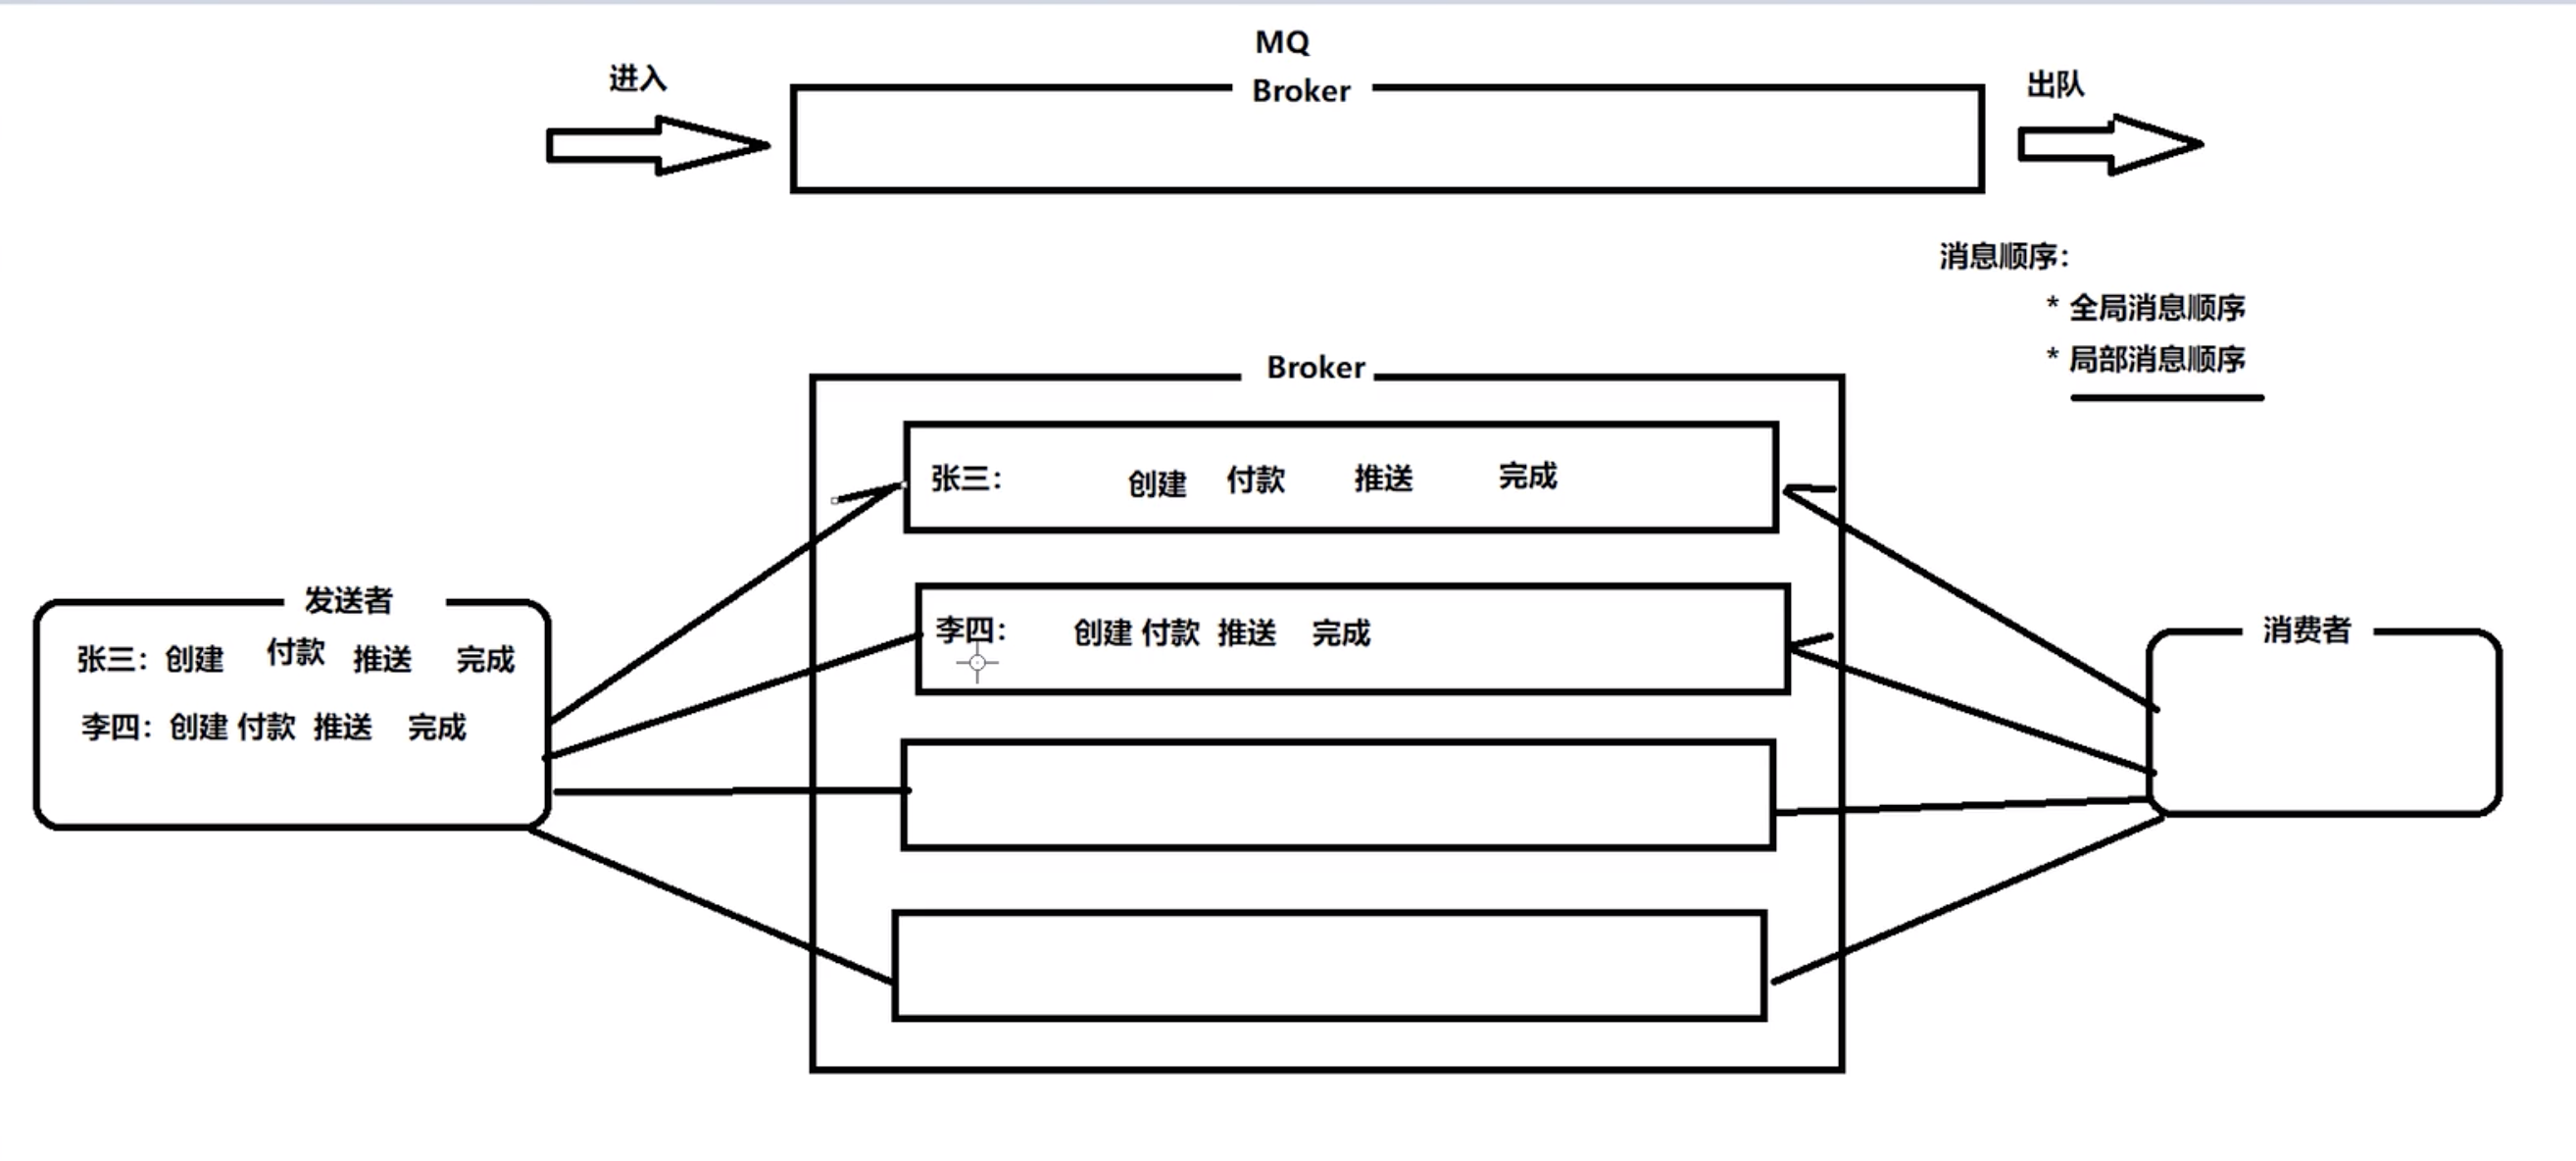 MQ
进入
Broker
出队
消息顺序：
* 全局消息顺序
* 局部消息顺序
Broker
张三： 创建 付款 推送 完成
李四： 创建 付款 推送 完成
发送者
张三：创建 付款 推送 完成
李四：创建 付款 推送 完成
消费者